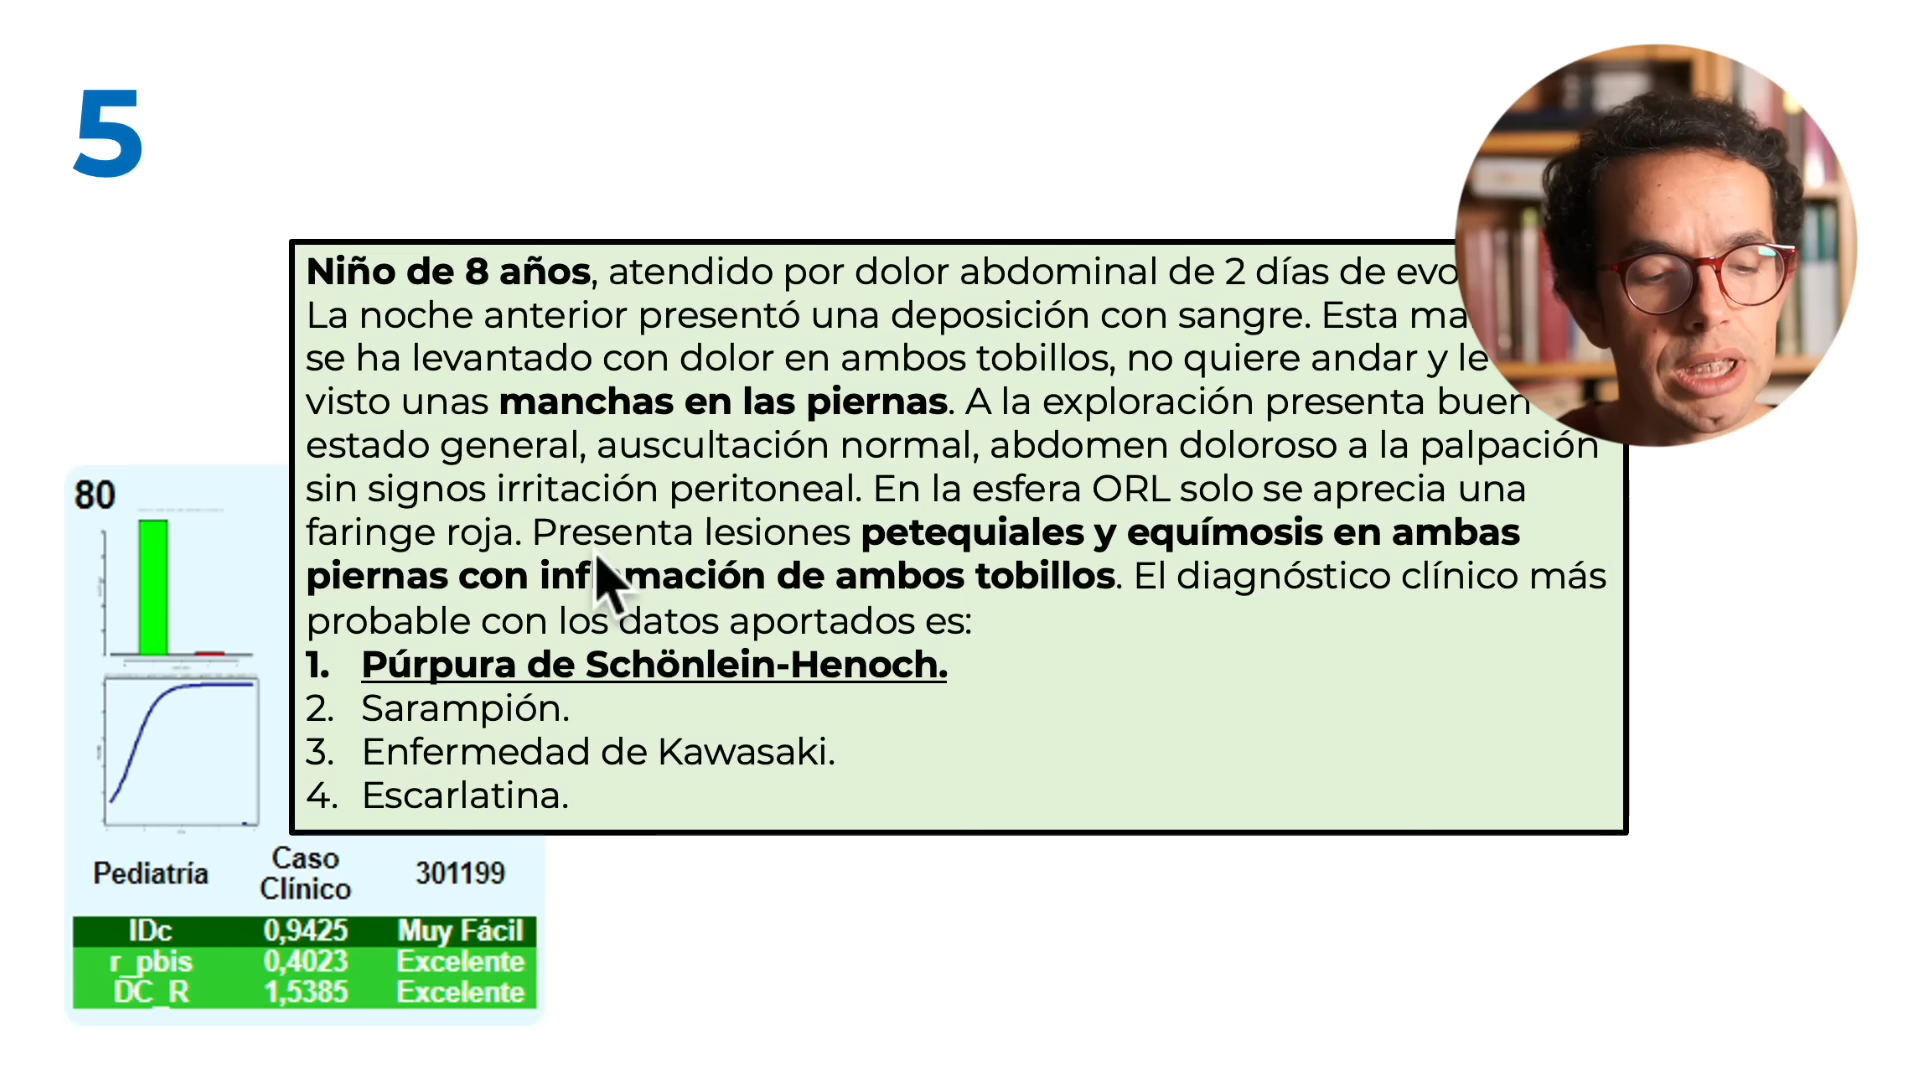 5
Niño de 8 años, atendido por dolor abdominal de 2 días de
La noche anterior presentó una deposición con sangre. Esta
se ha levantado con dolor en ambos tobillos, no quiere andar y le
visto unas manchas en las piernas. A la exploración presenta buen
estado general, auscultación normal, abdomen doloroso a la palpación
sin signos irritación peritoneal. En la esfera ORL solo se aprecia una
faringe roja. Presenta lesiones petequiales y equímosis en ambas
piernas con de ambos tobillos. El diagnóstico clínico más
probable con los datos aportados es:
1. Púrpura de Schönlein-Henoch.
2. Sarampión.
3. Enfermedad de Kawasaki.
4. Escarlatina.
80
Pediatría Caso Clínico 301199
IDc 0,9425 Muy Fácil
r_pbis 0,4023 Excelente
DC_R 1,5385 Excelente